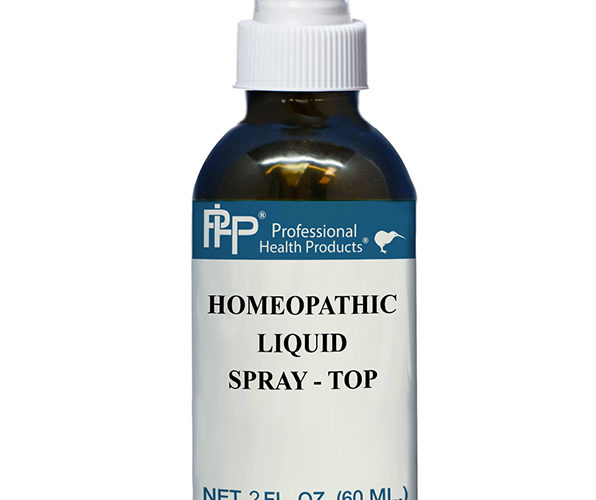 PHP® Professional
Health Products®
HOMEOPATHIC
LIQUID
SPRAY - TOP
NET 2 FL. OZ. (60 ML.)